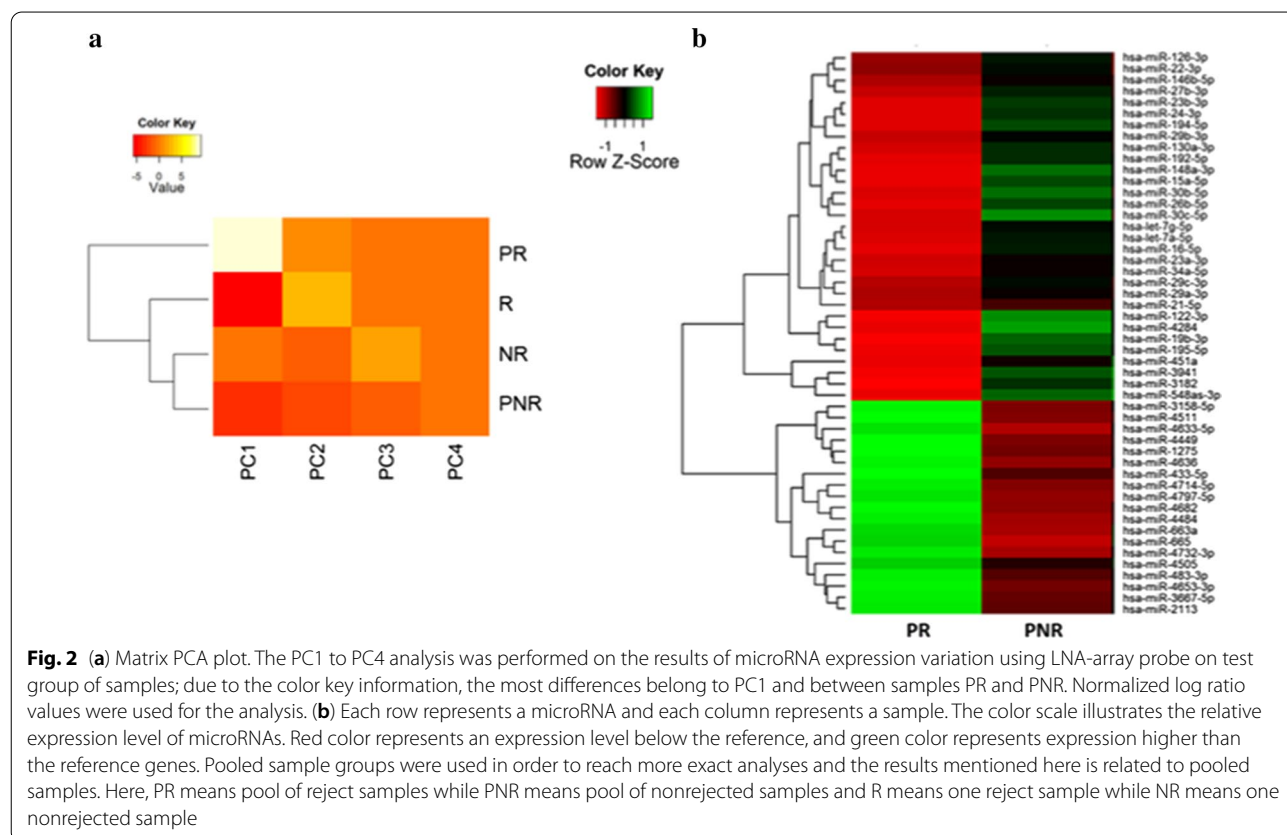 a
Color Key
-5 0 5
Value
PR
R
NR
PNR
PC1
PC2
PC3
PC4
b
Color Key
-1 1
Row Z-Score
hsa-miR-126-3p
hsa-miR-22-3p
hsa-miR-146b-5p
hsa-miR-27b-3p
hsa-miR-23b-3p
hsa-miR-24-3p
hsa-miR-194-5p
hsa-miR-29b-3p
hsa-miR-130a-3p
hsa-miR-192-5p
hsa-miR-148a-3p
hsa-miR-15a-5p
hsa-miR-30b-5p
hsa-miR-26b-5p
hsa-miR-30c-5p
hsa-let-7g-5p
hsa-let-7a-5p
hsa-miR-16-5p
hsa-miR-23a-3p
hsa-miR-34a-5p
hsa-miR-29c-3p
hsa-miR-29a-3p
hsa-miR-21-5p
hsa-miR-122-3p
hsa-miR-4284
hsa-miR-19b-3p
hsa-miR-195-5p
hsa-miR-451a
hsa-miR-3941
hsa-miR-3182
hsa-miR-548as-3p
hsa-miR-3158-5p
hsa-miR-4511
hsa-miR-4633-5p
hsa-miR-4449
hsa-miR-1275
hsa-miR-4636
hsa-miR-433-5p
hsa-miR-4714-5p
hsa-miR-4797-5p
hsa-miR-4682
hsa-miR-4484
hsa-miR-663a
hsa-miR-665
hsa-miR-4732-3p
hsa-miR-4505
hsa-miR-483-3p
hsa-miR-4653-3p
hsa-miR-3667-5p
hsa-miR-2113
PR PNR
Fig. 2 (a) Matrix PCA plot. The PC1 to PC4 analysis was performed on the results of microRNA expression variation using LNA-array probe on test
group of samples; due to the color key information, the most differences belong to PC1 and between samples PR and PNR. Normalized log ratio
values were used for the analysis. (b) Each row represents a microRNA and each column represents a sample. The color scale illustrates the relative
expression level of microRNAs. Red color represents an expression level below the reference, and green color represents expression higher than
the reference genes. Pooled sample groups were used in order to reach more exact analyses and the results mentioned here is related to pooled
samples. Here, PR means pool of reject samples while PNR means pool of nonrejected samples and R means one reject sample while NR means one
nonrejected sample